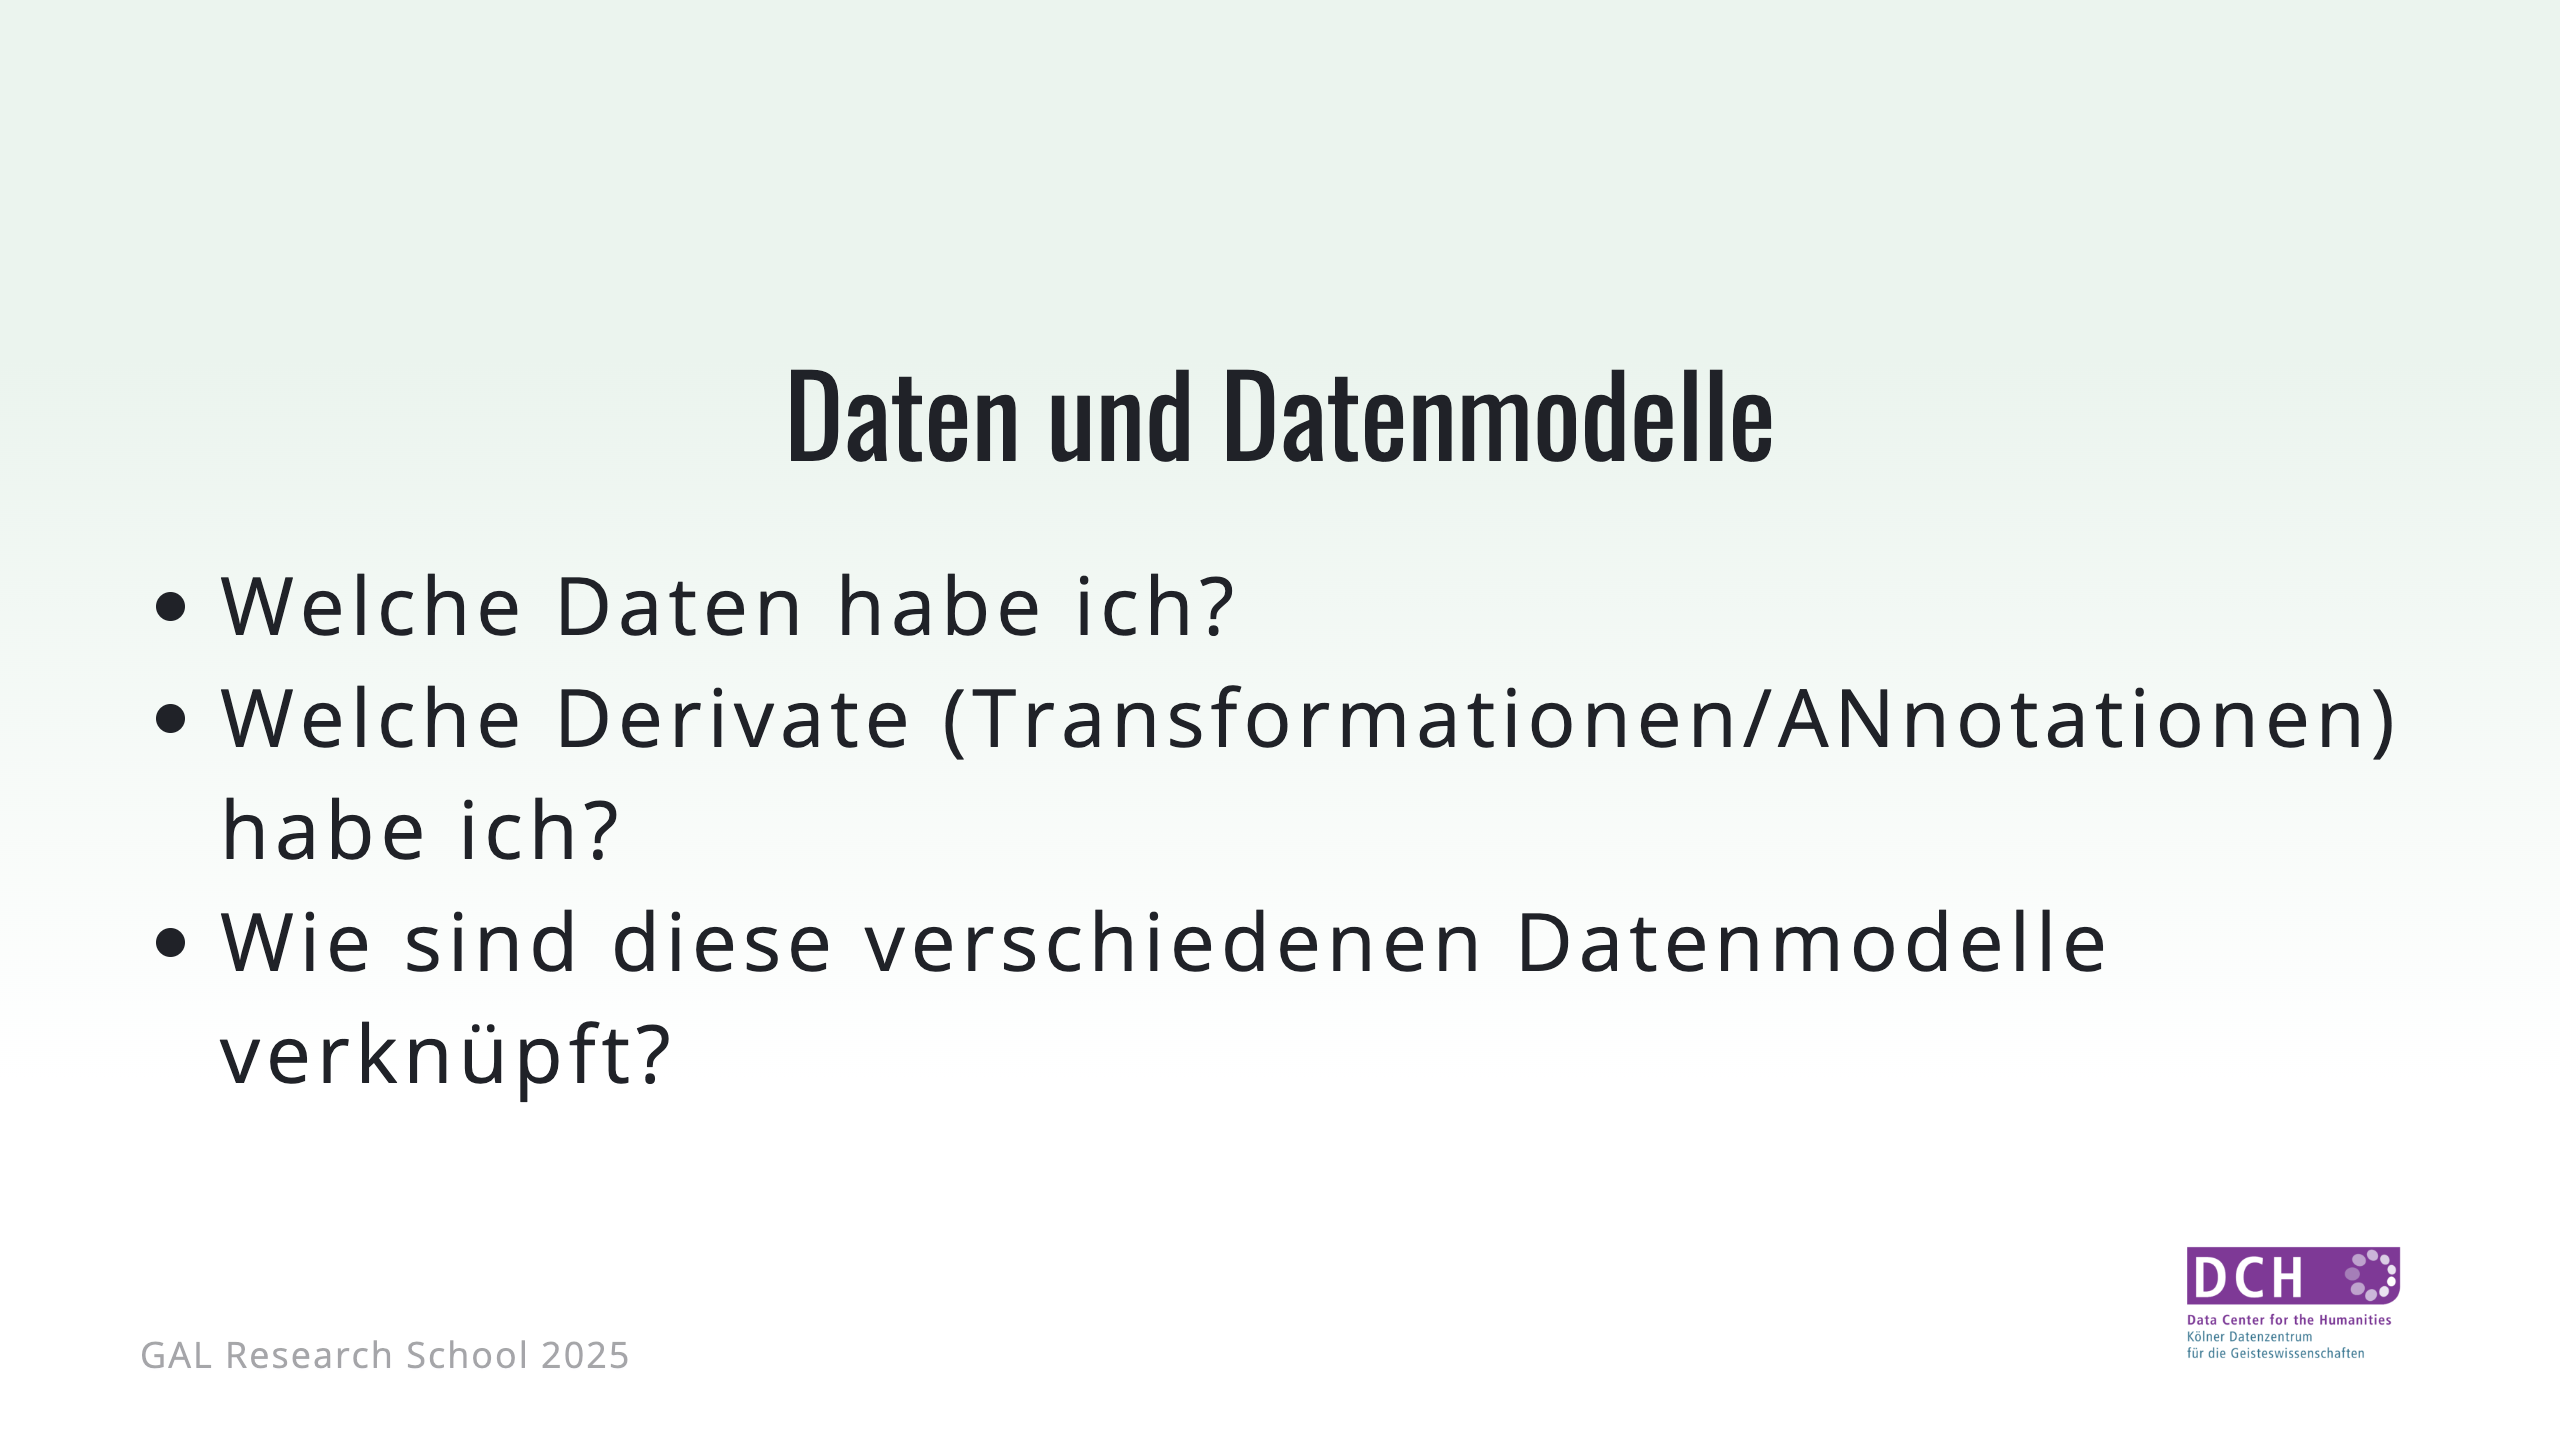 Daten und Datenmodelle
• Welche Daten habe ich?
• Welche Derivate (Transformationen/ANnotationen)
habe ich?
• Wie sind diese verschiedenen Datenmodelle
verknüpft?
GAL Research School 2025
DCH
Data Center for the Humanities
Kölner Datenzentrum
für die Geisteswissenschaften